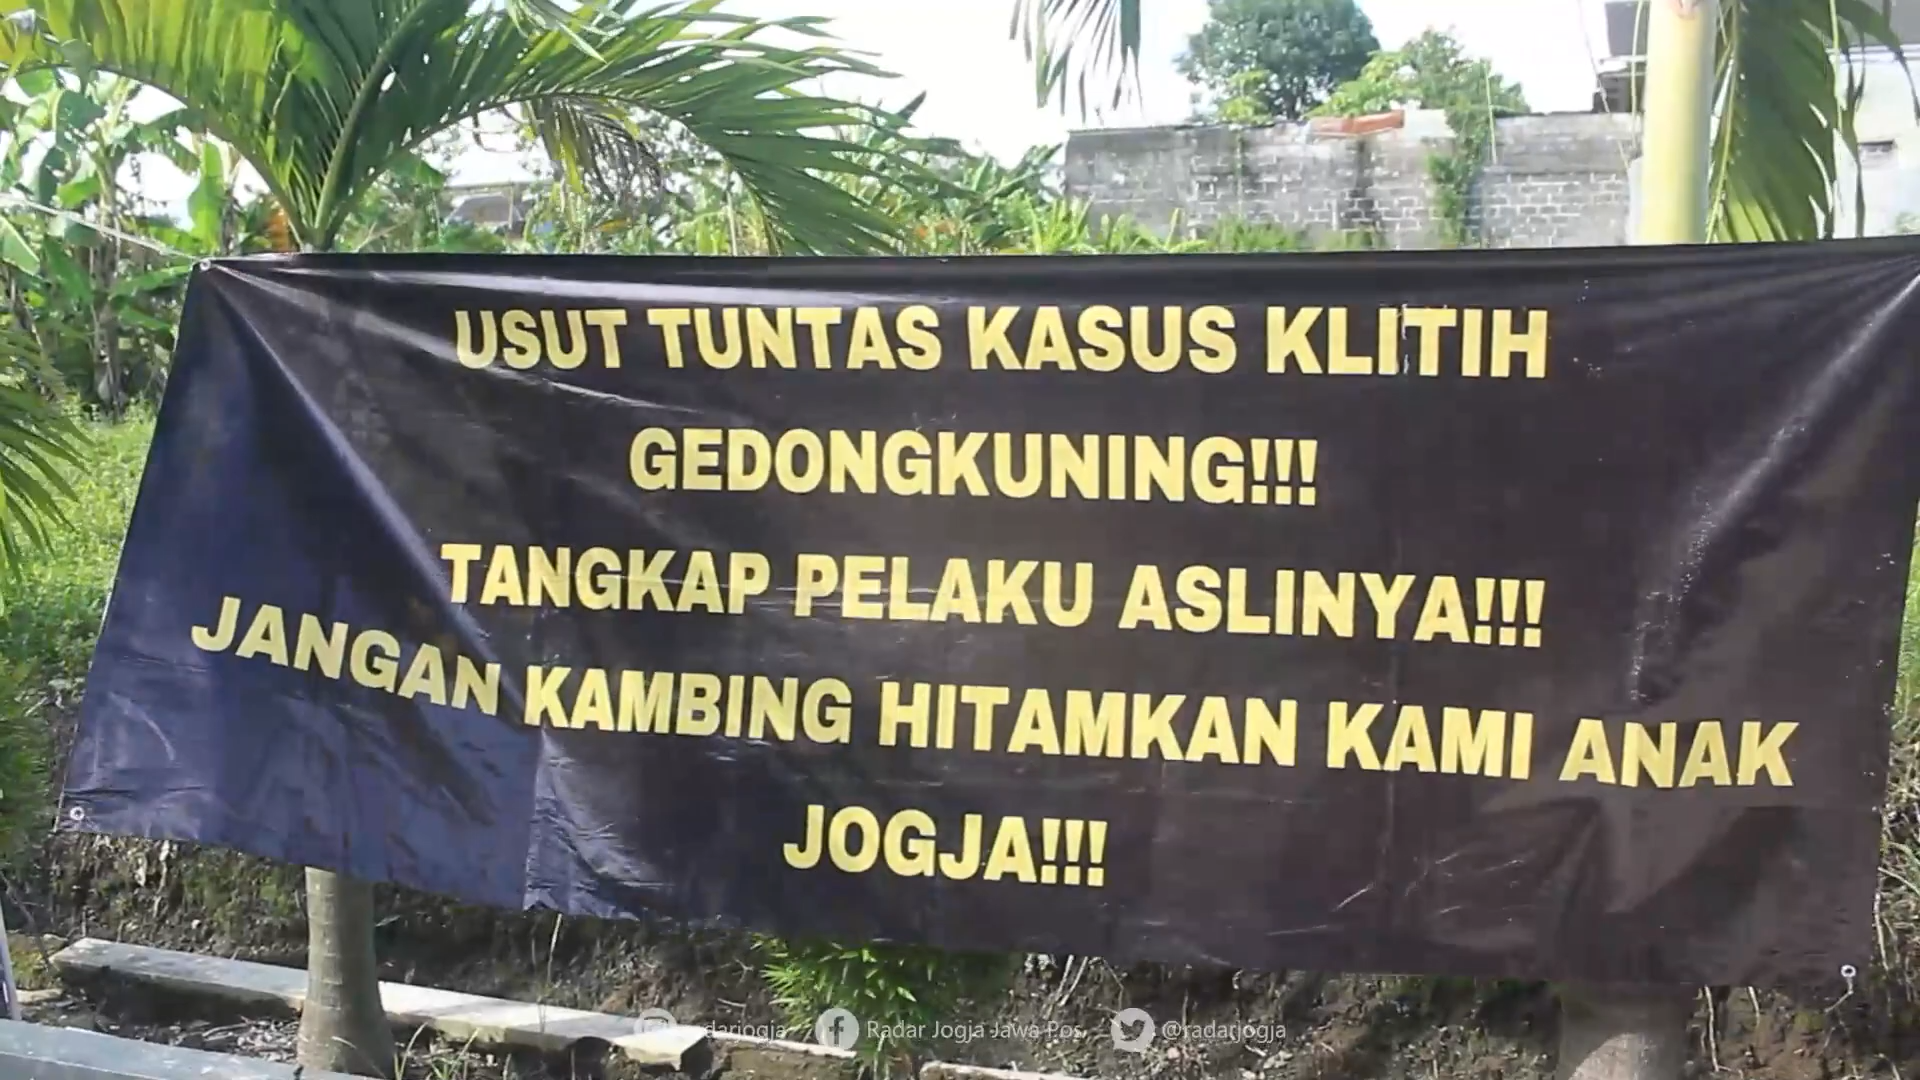 USUT TUNTAS KASUS KLITIH
GEDONGKUNING!!!
TANGKAP PELAKU ASLINYA!!!
JANGAN KAMBING HITAMKAN KAMI ANAK
JOGJA!!!
radarjogja Radar Jogja Jawa Pos @radarjogja